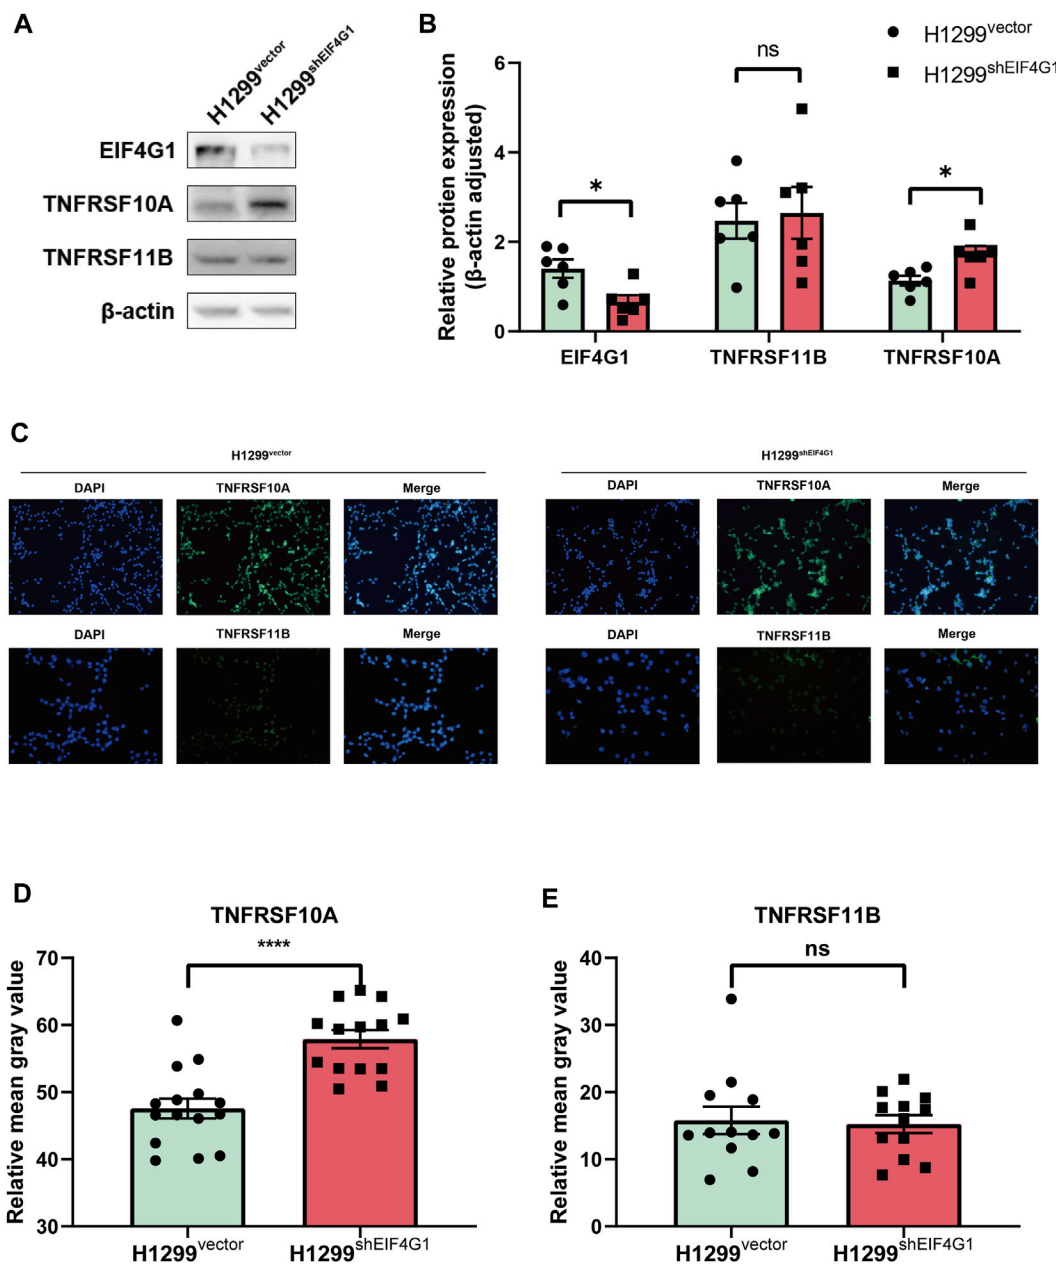 A
H1299vector
H1299shEIF4G1
EIF4G1
TNFRSF10A
TNFRSF11B
β-actin
B
H1299vector
H1299shEIF4G1
Relative protien expression
(β-actin adjusted)
6
4
2
0
*
ns
*
EIF4G1
TNFRSF11B
TNFRSF10A
C
H1299vector
H1299shEIF4G1
DAPI
TNFRSF10A
Merge
DAPI
TNFRSF10A
Merge
DAPI
TNFRSF11B
Merge
DAPI
TNFRSF11B
Merge
D
TNFRSF10A
****
Relative mean gray value
70
60
50
40
30
H1299vector
H1299shEIF4G1
E
TNFRSF11B
ns
Relative mean gray value
40
30
20
10
0
H1299vector
H1299shEIF4G1